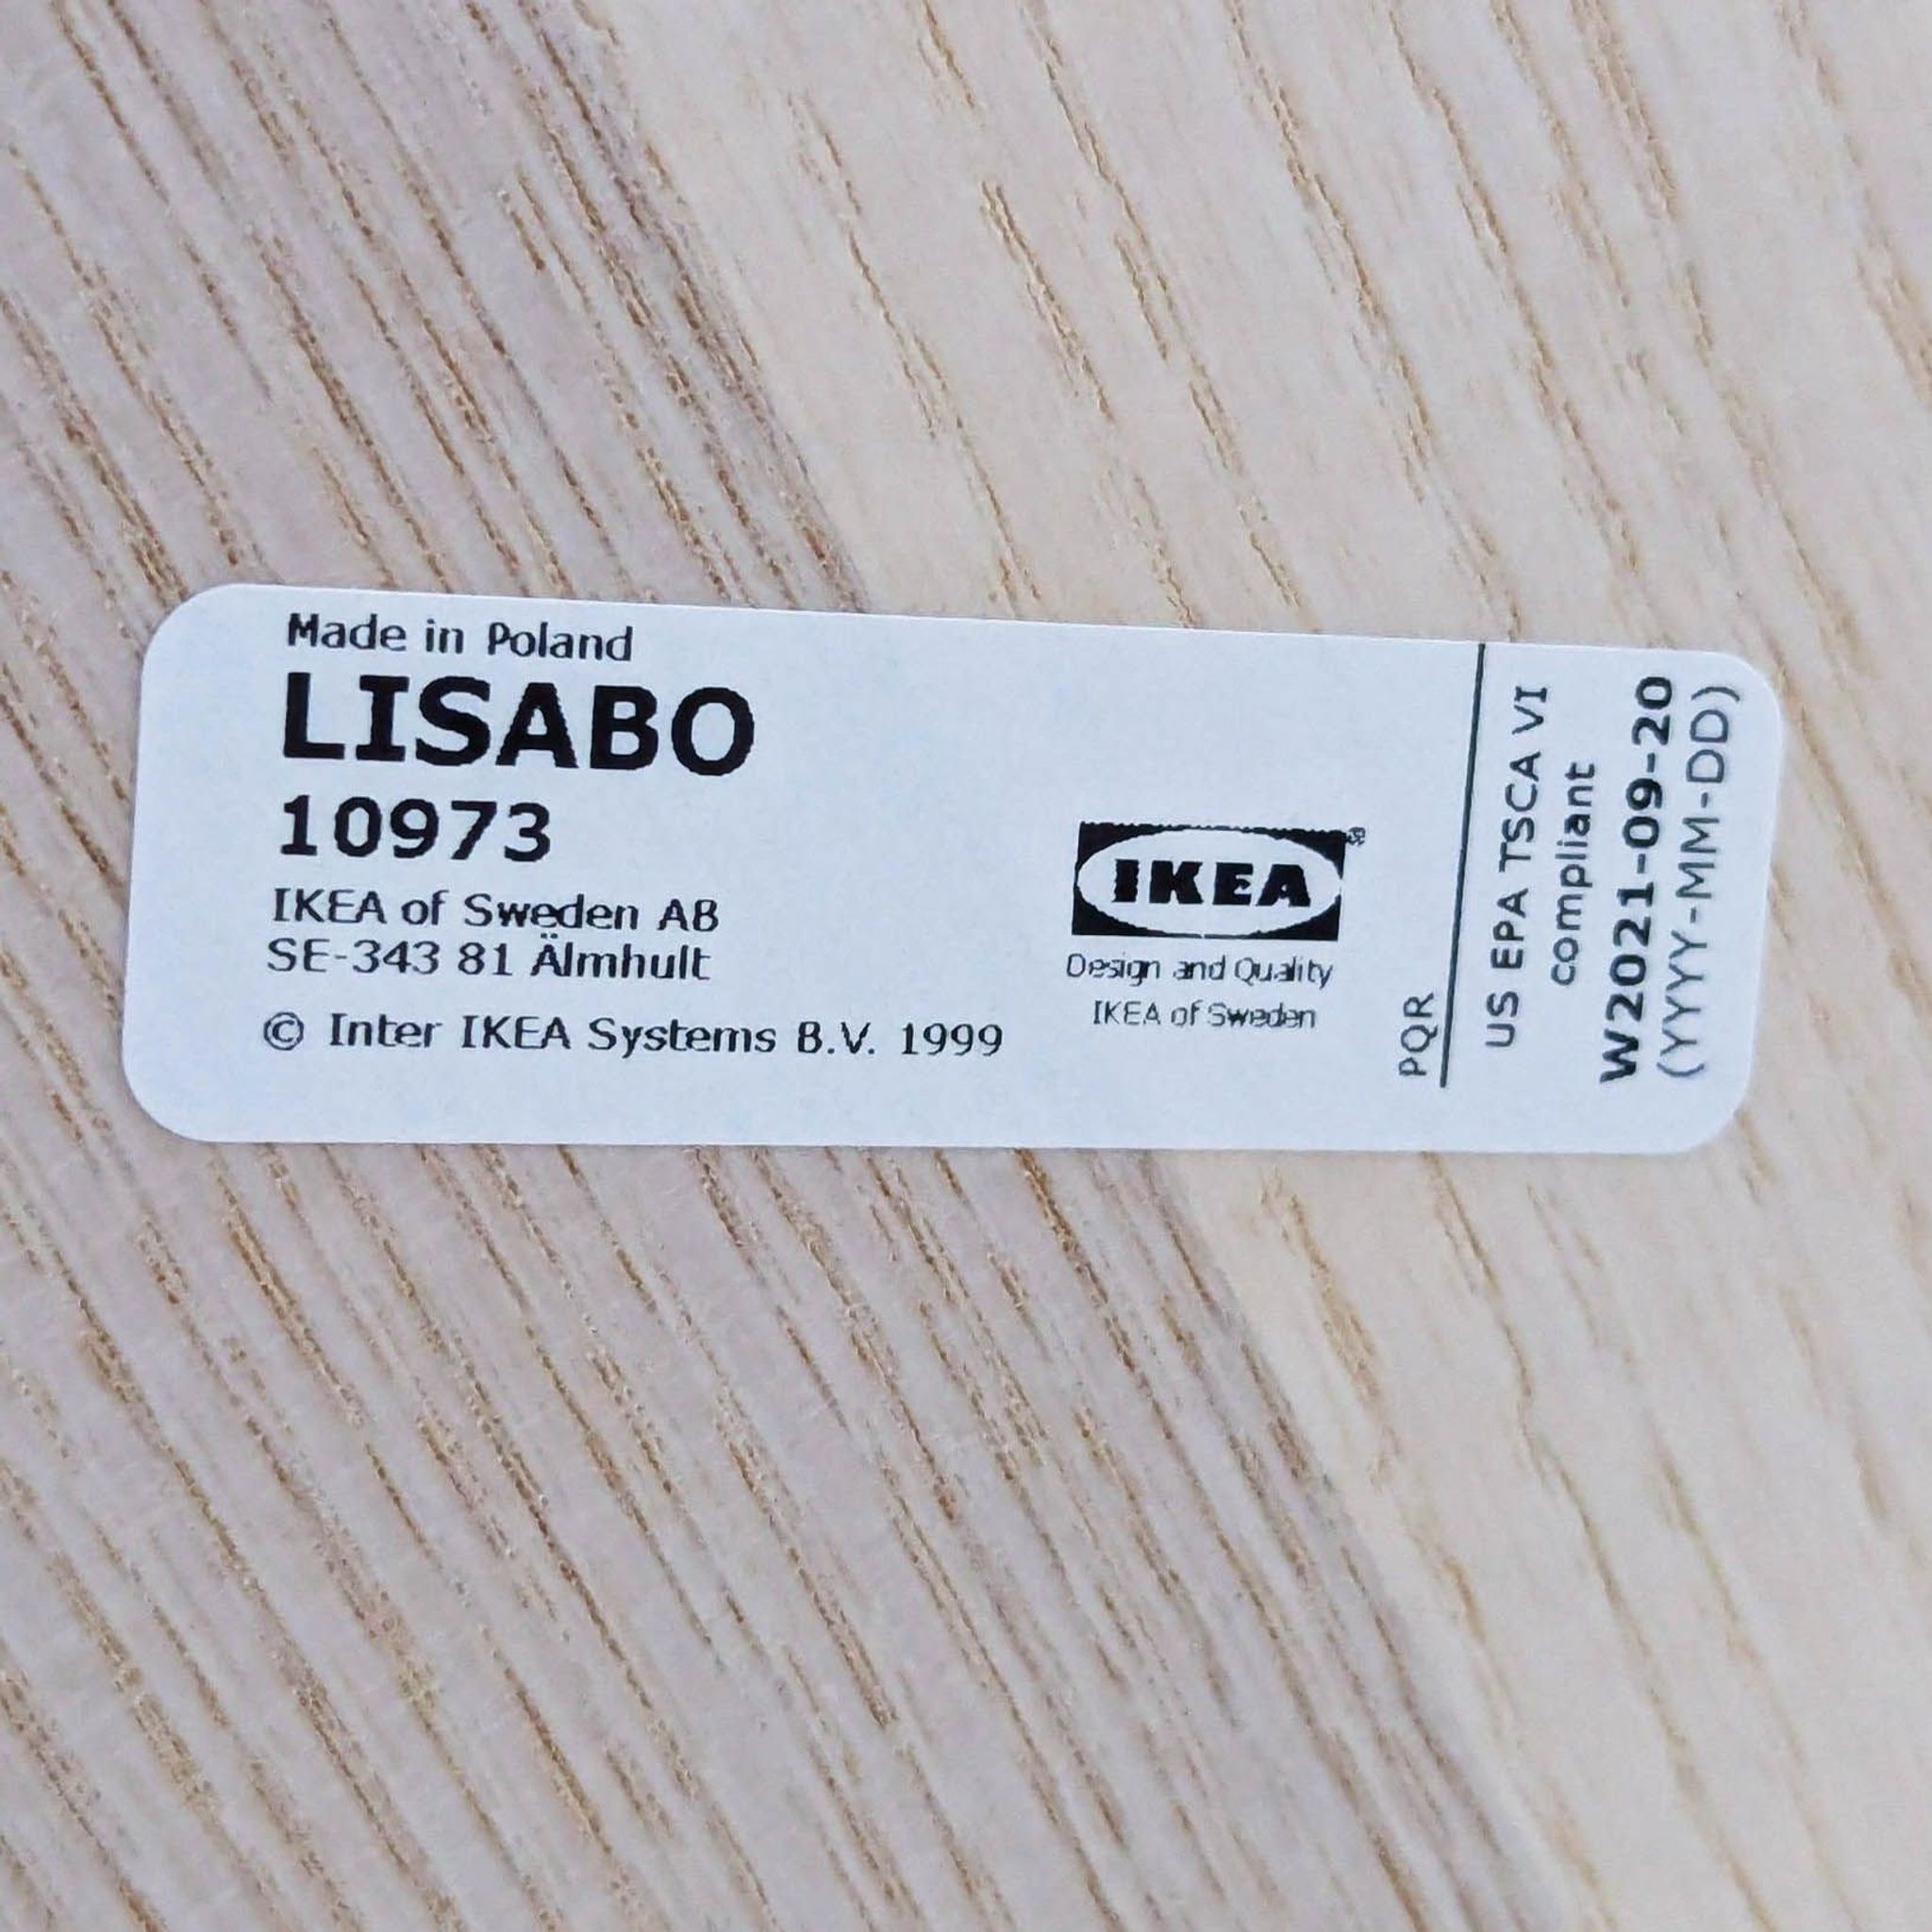 Made in Poland
LISABO
10973
IKEA of Sweden AB
SE-343 81 Älmhult
© Inter IKEA Systems B.V. 1999
IKEA®
Design and Quality
IKEA of Sweden
PQR
US EPA TSCA VI
compliant
W2021-09-20
(YYYY-MM-DD)